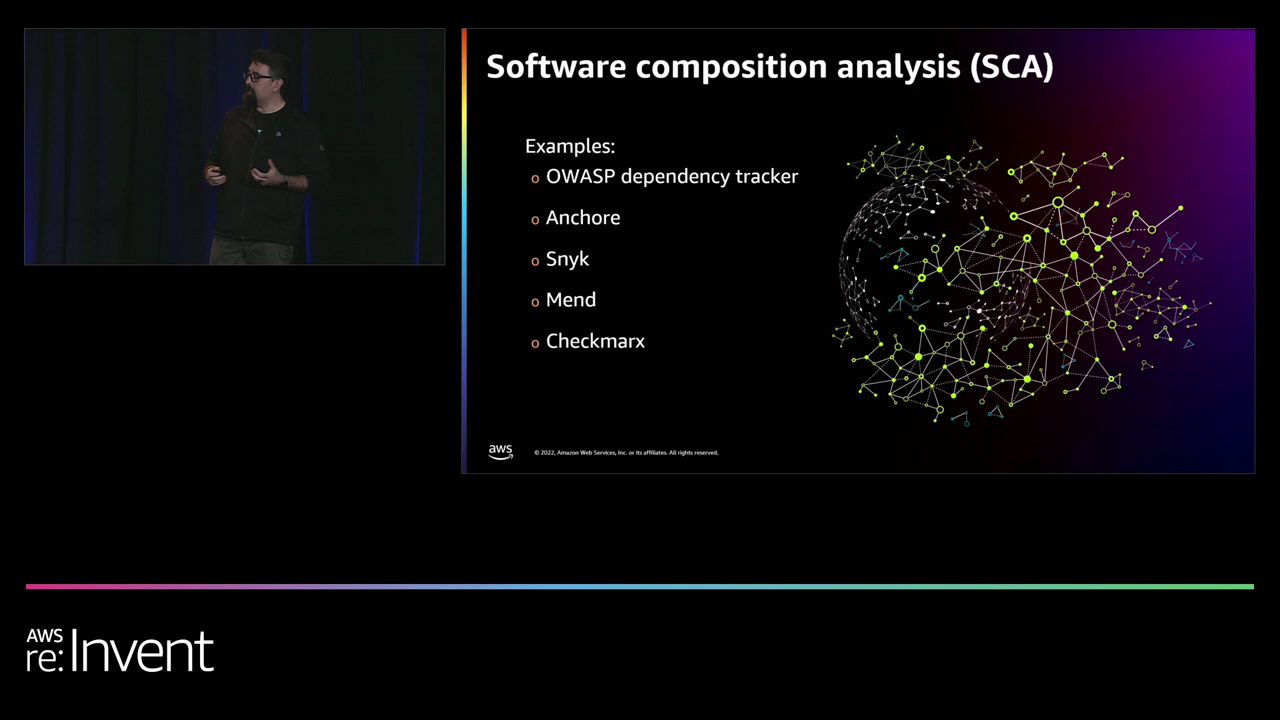 Software composition analysis (SCA)
Examples:
o OWASP dependency tracker
o Anchore
o Snyk
o Mend
o Checkmarx
aws
© 2022, Amazon Web Services, Inc. or its affiliates. All rights reserved.
AWS
re:Invent